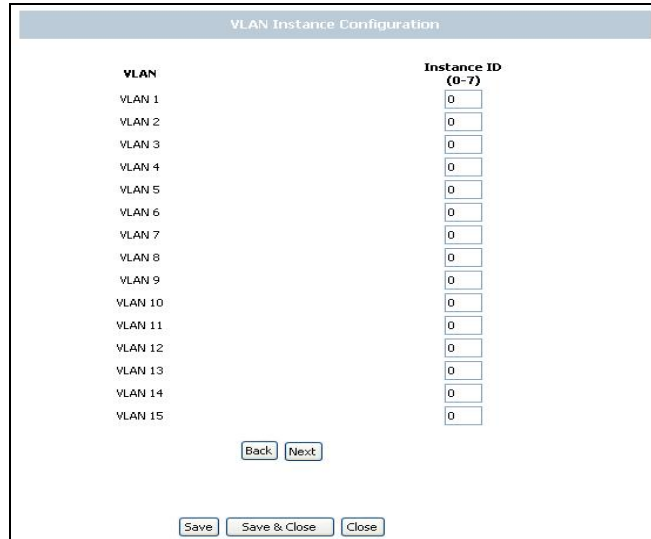 VLAN Instance Configuration
VLAN Instance ID
(0-7)
VLAN 1 0
VLAN 2 0
VLAN 3 0
VLAN 4 0
VLAN 5 0
VLAN 6 0
VLAN 7 0
VLAN 8 0
VLAN 9 0
VLAN 10 0
VLAN 11 0
VLAN 12 0
VLAN 13 0
VLAN 14 0
VLAN 15 0
Back Next
Save Save & Close Close